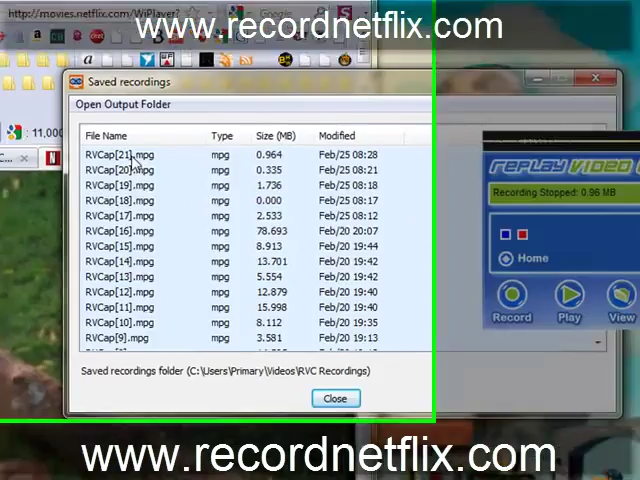 http://movies.netflix.com/WiPlayer?
Google
www.recordnetflix.com
Saved recordings
Open Output Folder
File Name Type Size (MB) Modified
RVCap[21].mpg mpg 0.964 Feb/25 08:28
RVCap[20].mpg mpg 0.335 Feb/25 08:21
RVCap[19].mpg mpg 1.736 Feb/25 08:18
RVCap[18].mpg mpg 0.000 Feb/25 08:17
RVCap[17].mpg mpg 2.533 Feb/25 08:12
RVCap[16].mpg mpg 78.693 Feb/20 20:07
RVCap[15].mpg mpg 8.913 Feb/20 19:44
RVCap[14].mpg mpg 13.701 Feb/20 19:42
RVCap[13].mpg mpg 5.554 Feb/20 19:42
RVCap[12].mpg mpg 12.879 Feb/20 19:40
RVCap[11].mpg mpg 15.998 Feb/20 19:40
RVCap[10].mpg mpg 8.112 Feb/20 19:35
RVCap[9].mpg mpg 3.581 Feb/20 19:13
Saved recordings folder (C:\Users\Primary\Videos\RVC Recordings)
Close
11,000
REPLAY VIDEO
Recording Stopped: 0.96 MB
Home
Record Play View
www.recordnetflix.com